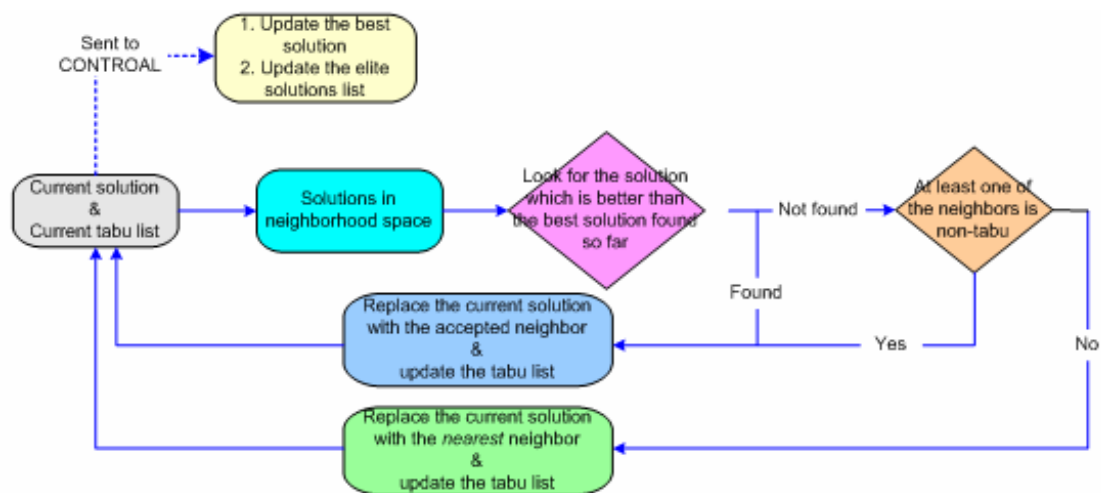 1. Update the best
solution
2. Update the elite
solutions list
Sent to
CONTROAL
Current solution
&
Current tabu list
Solutions in
neighborhood space
Look for the solution
which is better than
the best solution found
so far
Not found
At least one of
the neighbors is
non-tabu
Found
Yes
No
Replace the current solution
with the accepted neighbor
&
update the tabu list
Replace the current solution
with the nearest neighbor
&
update the tabu list